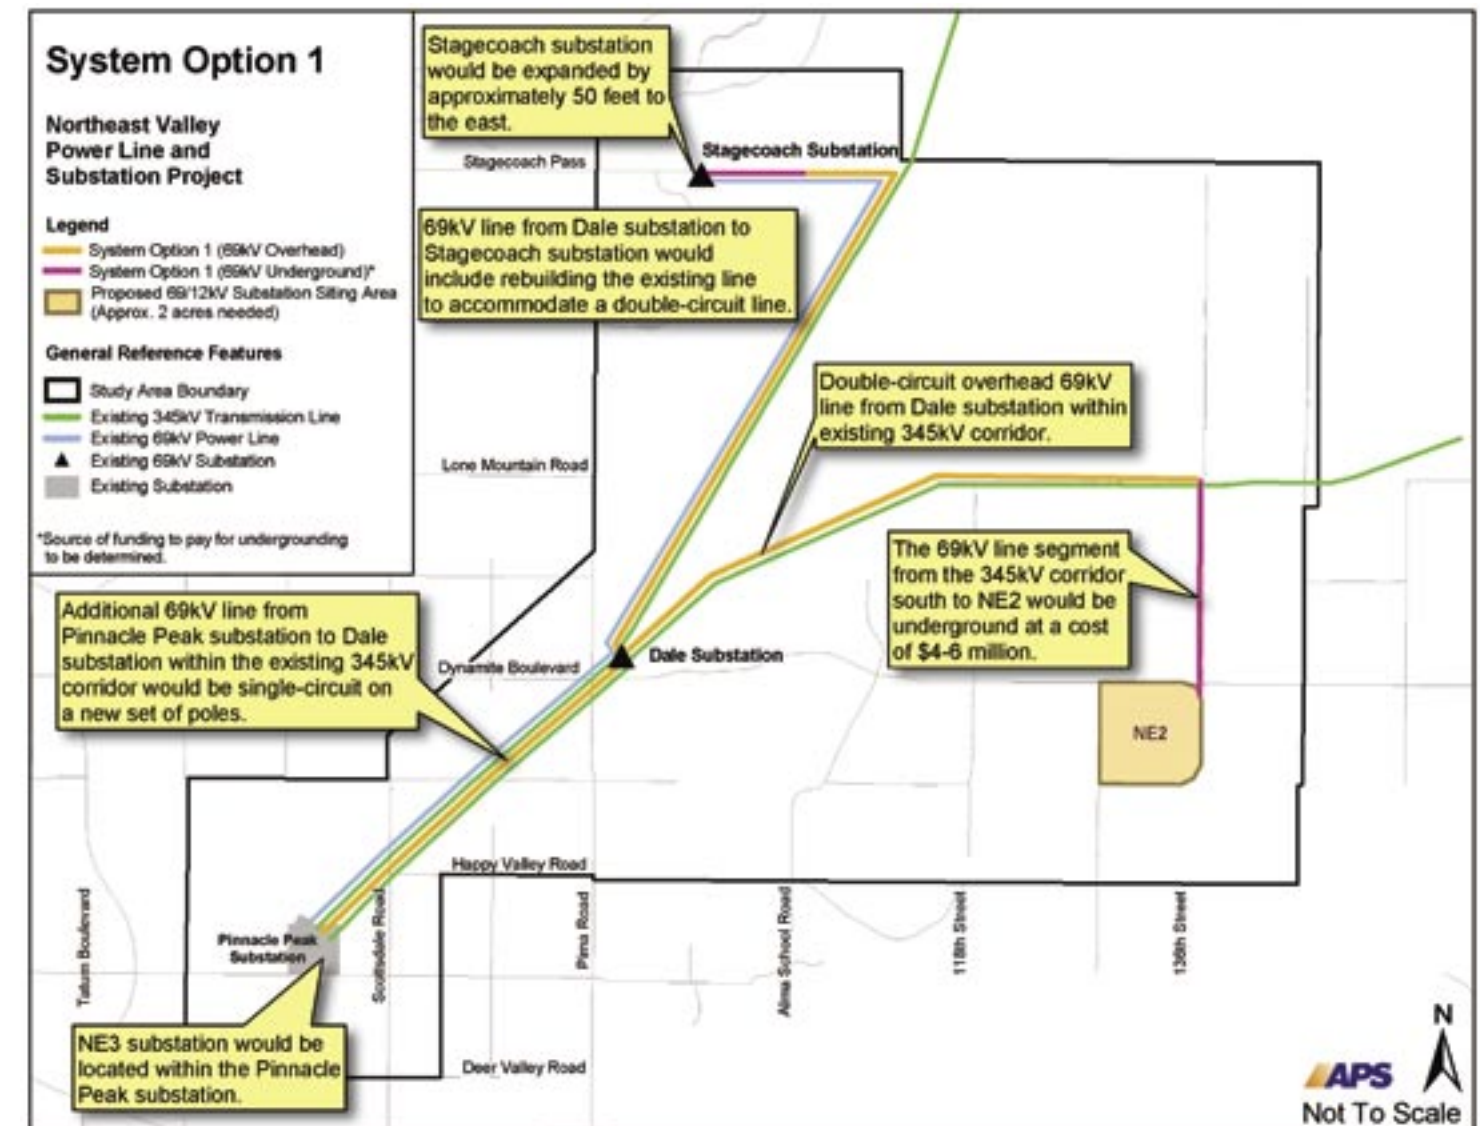 System Option 1
Northeast Valley
Power Line and
Substation Project
Legend
System Option 1 (69kV Overhead)
System Option 1 (69kV Underground)*
Proposed 69/12kV Substation Siting Area
(Approx. 2 acres needed)
General Reference Features
Study Area Boundary
Existing 345kV Transmission Line
Existing 69kV Power Line
Existing 69kV Substation
Existing Substation
*Source of funding to pay for undergrounding
to be determined.
Stagecoach substation
would be expanded by
approximately 50 feet to
the east.
Stagecoach Pass
Stagecoach Substation
69kV line from Dale substation to
Stagecoach substation would
include rebuilding the existing line
to accommodate a double-circuit line.
Double-circuit overhead 69kV
line from Dale substation within
existing 345kV corridor.
Lone Mountain Road
The 69kV line segment
from the 345kV corridor
south to NE2 would be
underground at a cost
of $4-6 million.
Additional 69kV line from
Pinnacle Peak substation to Dale
substation within the existing 345kV
corridor would be single-circuit on
a new set of poles.
Dynamite Boulevard
Dale Substation
NE2
Happy Valley Road
Pinnacle Peak
Substation
Tatum Boulevard
Scottsdale Road
Pima Road
Alma School Road
118th Street
136th Street
NE3 substation would be
located within the Pinnacle
Peak substation.
Deer Valley Road
N
APS
Not To Scale